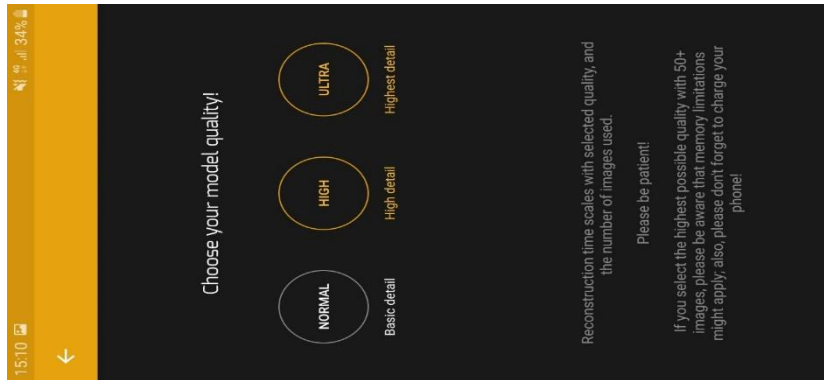 15:10
4G 34%
Choose your model quality!
NORMAL
HIGH
ULTRA
Basic detail
High detail
Highest detail
Reconstruction time scales with selected quality, and
the number of images used.
Please be patient!
If you select the highest possible quality with 50+
images, please be aware that memory limitations
might apply; also, please don't forget to charge your
phone!